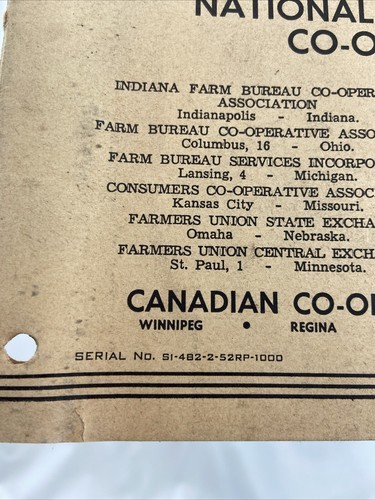 NATIONAL
CO-O
INDIANA FARM BUREAU CO-OPER
ASSOCIATION
Indianapolis - Indiana.
FARM BUREAU CO-OPERATIVE ASSO
Columbus, 16 - Ohio.
FARM BUREAU SERVICES INCORPO
Lansing, 4 - Michigan.
CONSUMERS CO-OPERATIVE ASSOC
Kansas City - Missouri.
FARMERS UNION STATE EXCHA
Omaha - Nebraska.
FARMERS UNION CENTRAL EXCH
St. Paul, 1 - Minnesota.
CANADIAN CO-O
WINNIPEG • REGINA
SERIAL NO. SI-482-2-52RP-1000